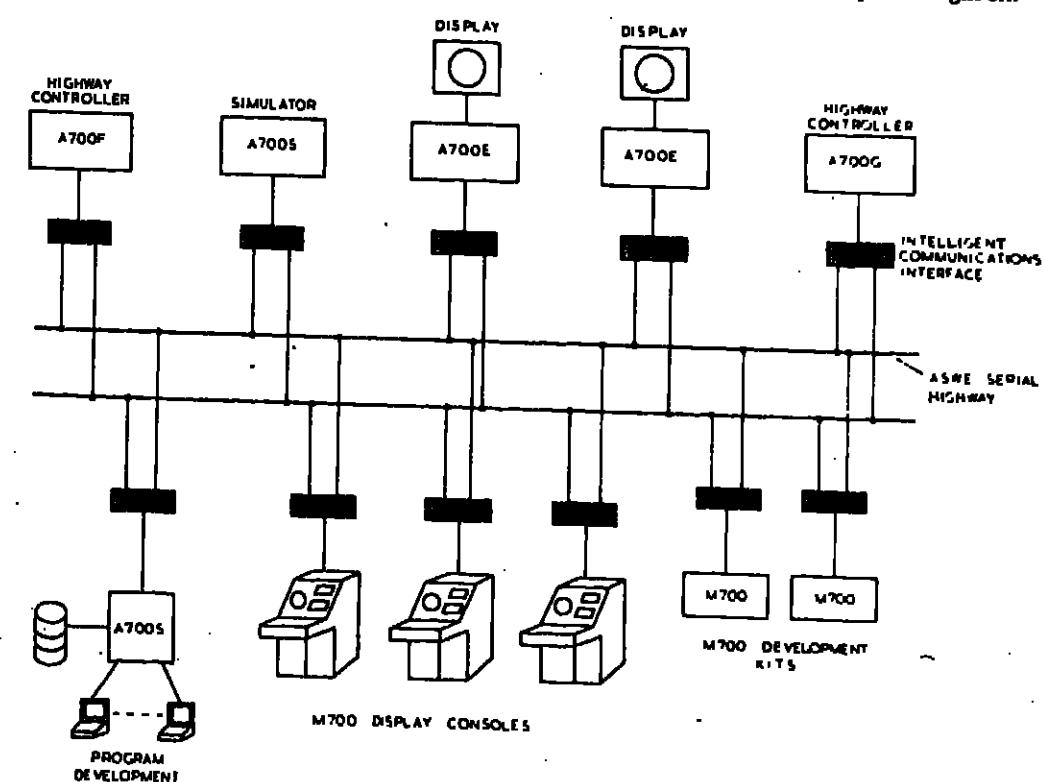 DISPLAY
DISPLAY
HIGHWAY
CONTROLLER
SIMULATOR
HIGHWAY
CONTROLLER
A700F
A700S
A700E
A700E
A700G
INTELLIGENT
COMMUNICATIONS
INTERFACE
ASWE SERIAL
HIGHWAY
A700S
M700
M700
M700 DEVELOPMENT
KITS
M700 DISPLAY CONSOLES
PROGRAM
DEVELOPMENT